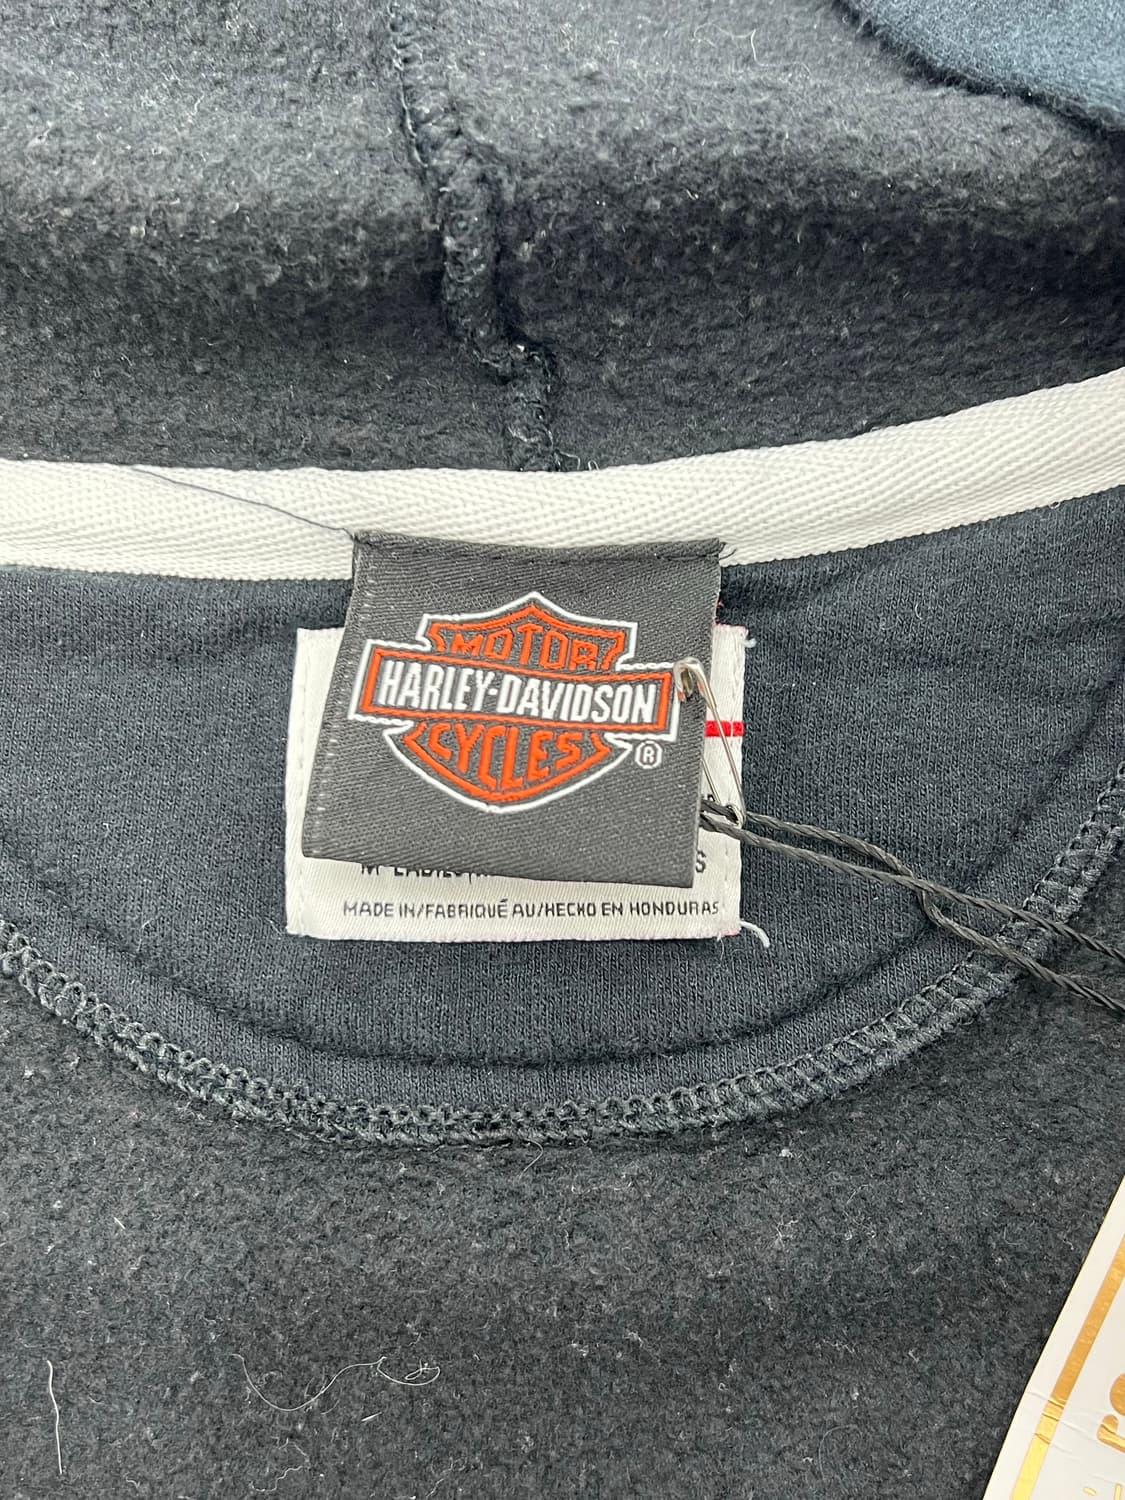 MOTOR
HARLEY-DAVIDSON
CYCLES
®
MADE IN/FABRIQUÉ AU/HECHO EN HONDURAS